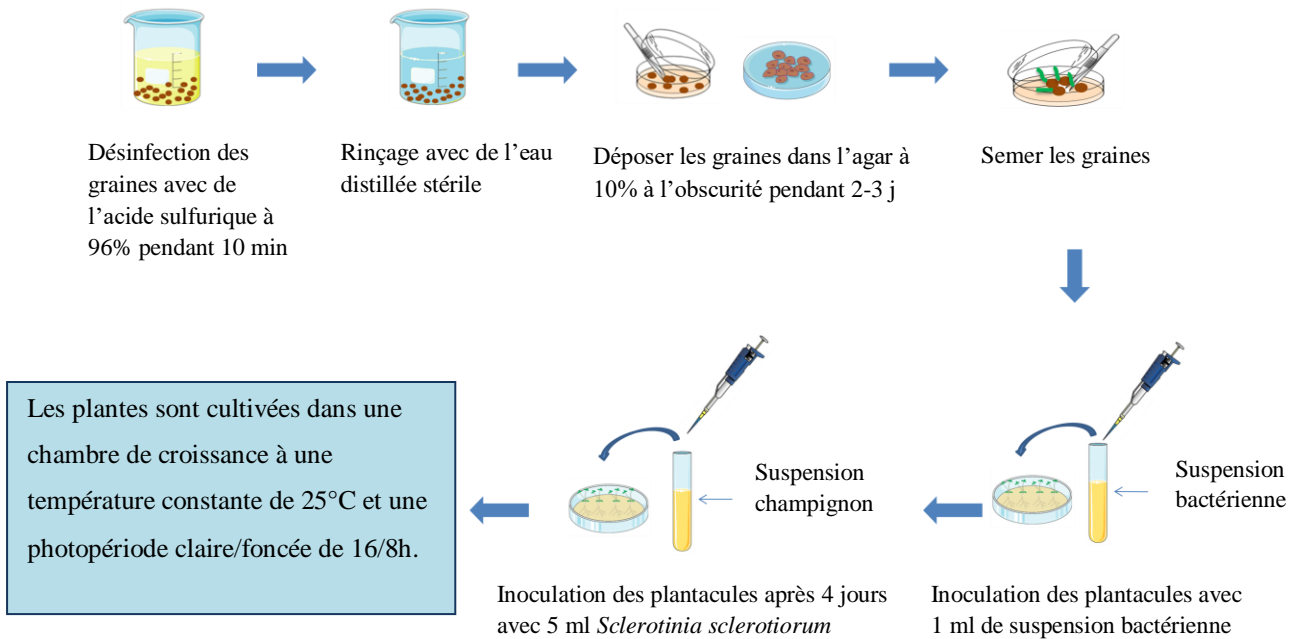 Désinfection des
graines avec de
l’acide sulfurique à
96% pendant 10 min
Rinçage avec de l’eau
distillée stérile
Déposer les graines dans l’agar à
10% à l’obscurité pendant 2-3 j
Semer les graines
Suspension
bactérienne
Inoculation des plantacules avec
1 ml de suspension bactérienne
Suspension
champignon
Inoculation des plantacules après 4 jours
avec 5 ml Sclerotinia sclerotiorum
Les plantes sont cultivées dans une
chambre de croissance à une
température constante de 25°C et une
photopériode claire/foncée de 16/8h.